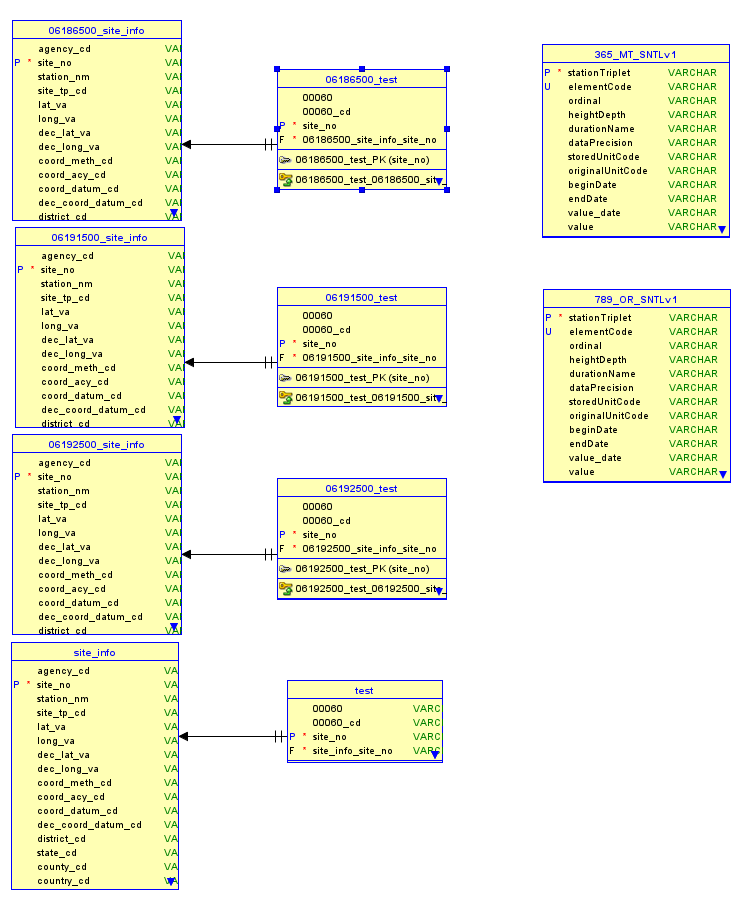 06186500_site_info
agency_cd VA
P * site_no VA
station_nm VA
site_tp_cd VA
lat_va VA
long_va VA
dec_lat_va VA
dec_long_va VA
coord_meth_cd VA
coord_acy_cd VA
coord_datum_cd VA
dec_coord_datum_cd VA
district_cd
06186500_test
00060
00060_cd
P * site_no
F * 06186500_site_info_site_no
06186500_test_PK (site_no)
06186500_test_06186500_sit
365_MT_SNTLv1
P * stationTriplet VARCHAR
U elementCode VARCHAR
ordinal VARCHAR
heightDepth VARCHAR
durationName VARCHAR
dataPrecision VARCHAR
storedUnitCode VARCHAR
originalUnitCode VARCHAR
beginDate VARCHAR
endDate VARCHAR
value_date VARCHAR
value VARCHAR
06191500_site_info
agency_cd VA
P * site_no VA
station_nm VA
site_tp_cd VA
lat_va VA
long_va VA
dec_lat_va VA
dec_long_va VA
coord_meth_cd VA
coord_acy_cd VA
coord_datum_cd VA
dec_coord_datum_cd VA
district_cd VA
06191500_test
00060
00060_cd
P * site_no
F * 06191500_site_info_site_no
06191500_test_PK (site_no)
06191500_test_06191500_sit
789_OR_SNTLv1
P * stationTriplet VARCHAR
U elementCode VARCHAR
ordinal VARCHAR
heightDepth VARCHAR
durationName VARCHAR
dataPrecision VARCHAR
storedUnitCode VARCHAR
originalUnitCode VARCHAR
beginDate VARCHAR
endDate VARCHAR
value_date VARCHAR
value VARCHAR
06192500_site_info
agency_cd VA
P * site_no VA
station_nm VA
site_tp_cd VA
lat_va VA
long_va VA
dec_lat_va VA
dec_long_va VA
coord_meth_cd VA
coord_acy_cd VA
coord_datum_cd VA
dec_coord_datum_cd VA
district_cd VA
06192500_test
00060
00060_cd
P * site_no
F * 06192500_site_info_site_no
06192500_test_PK (site_no)
06192500_test_06192500_sit
site_info
agency_cd VA
P * site_no VA
station_nm VA
site_tp_cd VA
lat_va VA
long_va VA
dec_lat_va VA
dec_long_va VA
coord_meth_cd VA
coord_acy_cd VA
coord_datum_cd VA
dec_coord_datum_cd VA
district_cd VA
state_cd VA
county_cd VA
country_cd VA
test
00060 VARC
00060_cd VARC
P * site_no VARC
F * site_info_site_no VARC